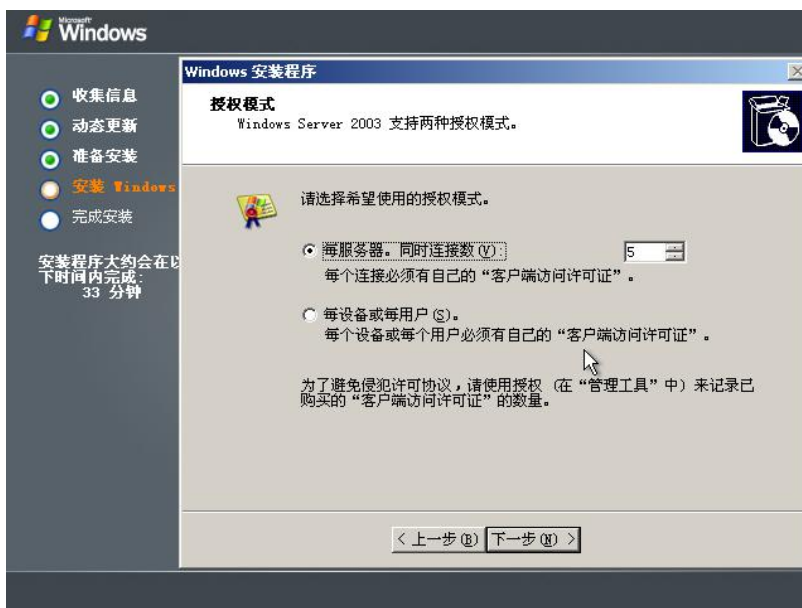 Microsoft
Windows
Windows 安装程序
收集信息
动态更新
准备安装
安装 Windows
完成安装
安装程序大约会在以
下时间内完成:
33 分钟
授权模式
Windows Server 2003 支持两种授权模式。
请选择希望使用的授权模式。
每服务器。同时连接数(V): 5
每个连接必须有自己的“客户端访问许可证”。
每设备或每用户(S)。
每个设备或每个用户必须有自己的“客户端访问许可证”。
为了避免侵犯许可协议，请使用授权（在“管理工具”中）来记录已
购买的“客户端访问许可证”的数量。
< 上一步(B) 下一步(N) >